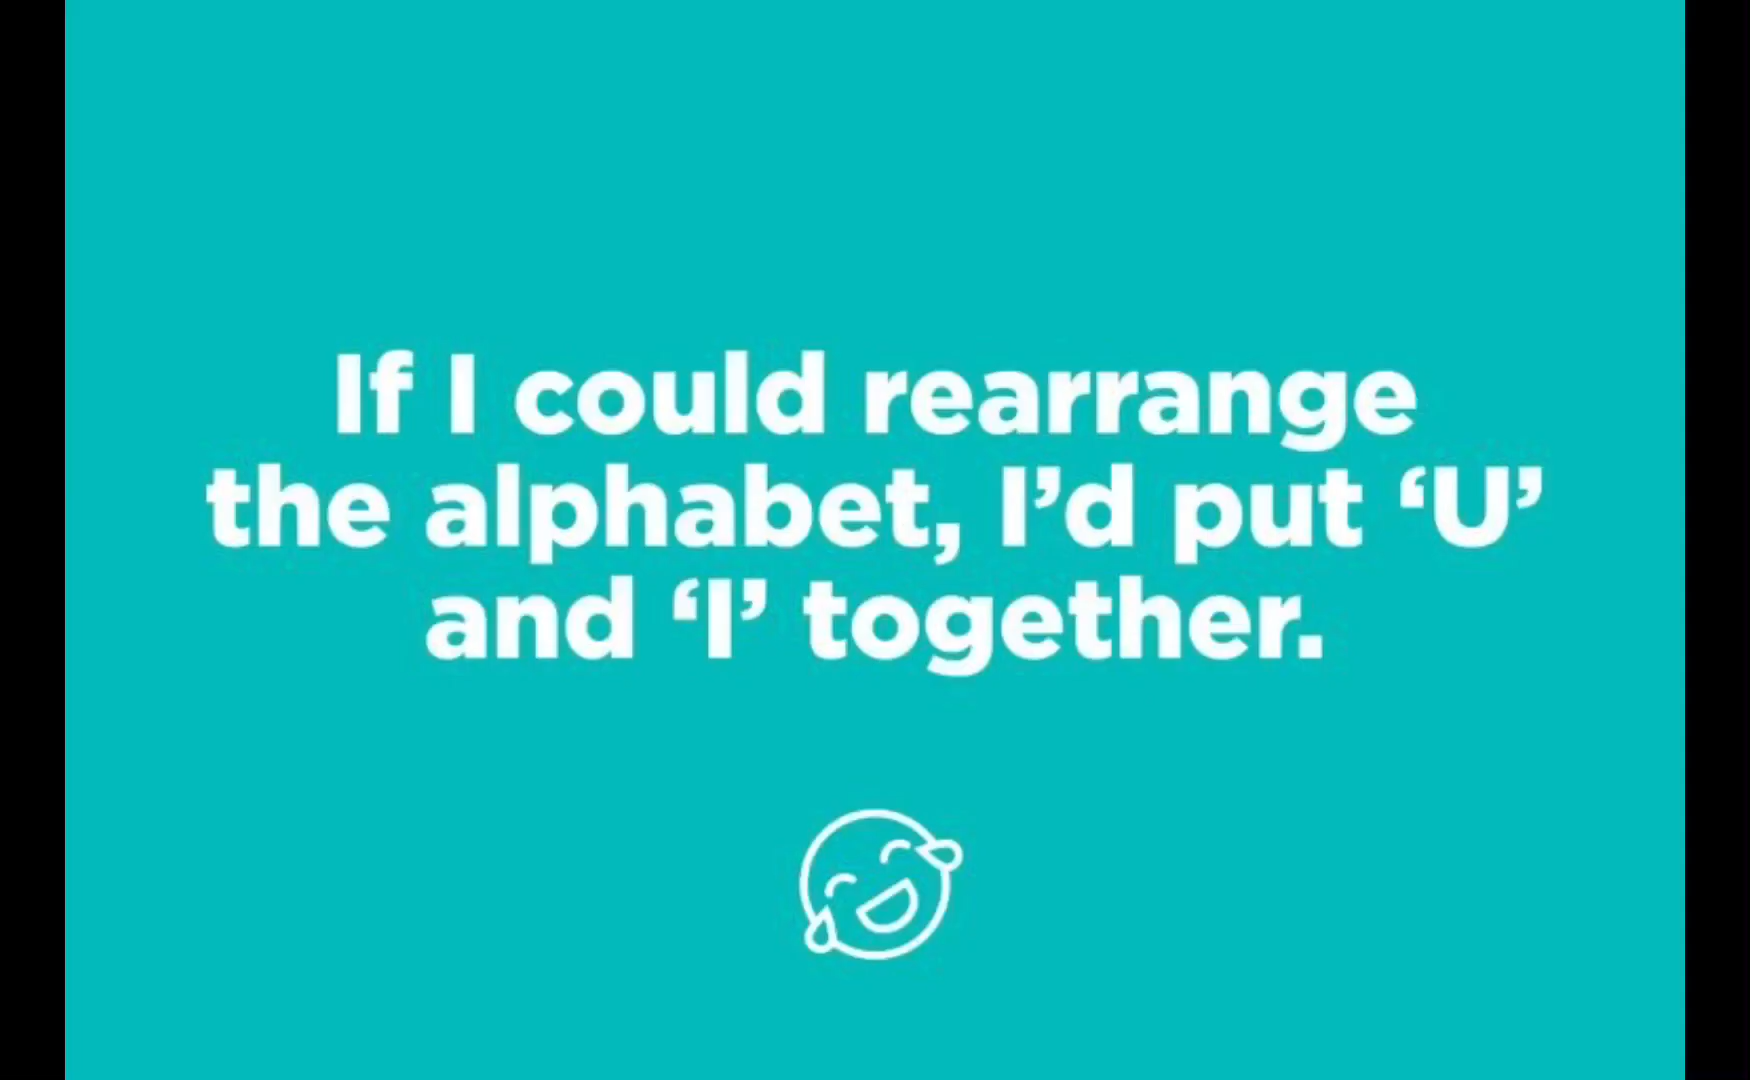 If I could rearrange
the alphabet, I’d put ‘U’
and ‘I’ together.